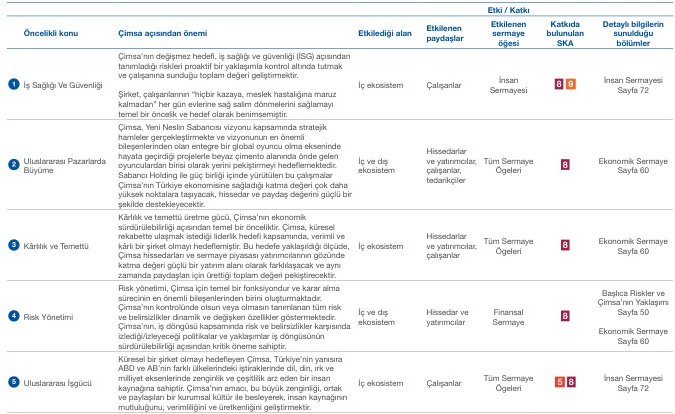 Etki / Katkı
Öncelikli konu
Çimsa açısından önemi
Etkilediği alan
Etkilenen
paydaşlar
Etkilenen
sermaye
öğesi
Katkıda
bulunulan
SKA
Detaylı bilgilerin
sunulduğu
bölümler
1 İş Sağlığı Ve Güvenliği
Çimsa’nın değişmez hedefi, iş sağlığı ve güvenliği (İSG) açısından
tanımladığı riskleri proaktif bir yaklaşımla kontrol altında tutmak
ve çalışanına sunduğu toplam değeri geliştirmektir.
Şirket, çalışanlarının “hiçbir kazaya, meslek hastalığına maruz
kalmadan” her gün evlerine sağ salim dönmelerini sağlamayı
temel bir öncelik ve hedef olarak benimsemiştir.
İç ekosistem
Çalışanlar
İnsan
Sermayesi
8 9
İnsan Sermayesi
Sayfa 72
2 Uluslararası Pazarlarda
Büyüme
Çimsa, Yeni Neslin Sabancısı vizyonu kapsamında stratejik
hamleler gerçekleştirmekte ve vizyonunun en önemli
bileşenlerinden olan entegre bir global oyuncu olma ekseninde
hayata geçirdiği projelerle beyaz çimento alanında önde gelen
oyunculardan birisi olarak yerini pekiştirmeyi hedeflemektedir.
Sabancı Holding ile güç birliği içinde yürütülen bu çalışmalar
Çimsa’nın Türkiye ekonomisine sağladığı katma değeri çok daha
yüksek noktalara taşıyacak, hissedar ve paydaş değerini güçlü bir
şekilde destekleyecektir.
İç ve dış
ekosistem
Hissedarlar
ve yatırımcılar,
çalışanlar,
tedarikçiler
Tüm Sermaye
Ögeleri
8
Ekonomik Sermaye
Sayfa 60
3 Kârlılık ve Temettü
Kârlılık ve temettü üretme gücü, Çimsa’nın ekonomik
sürdürülebilirliği açısından temel bir önceliktir. Çimsa, küresel
rekabette ulaşmak istediği liderlik hedefi kapsamında, verimli ve
kârlı bir şirket olmayı hedeflemiştir. Bu hedefe yaklaşıldığı ölçüde,
Çimsa hissedarları ve sermaye piyasası yatırımcılarının gözünde
katma değeri güçlü bir yatırım alanı olarak farklılaşacak ve aynı
zamanda paydaşları için ürettiği toplam değeri pekiştirecektir.
İç ekosistem
Hissedarlar
ve yatırımcılar,
çalışanlar
Tüm Sermaye
Ögeleri
8
Ekonomik Sermaye
Sayfa 60
4 Risk Yönetimi
Risk yönetimi, Çimsa için temel bir fonksiyondur ve karar alma
sürecinin en önemli bileşenlerinden birini oluşturmaktadır.
Çimsa’nın kontrolünde olsun veya olmasın tanımlanan tüm risk
ve belirsizlikler dinamik ve değişken özellikler göstermektedir.
Çimsa’nın, iş döngüsü kapsamında risk ve belirsizlikler karşısında
izlediği/izleyeceği politikalar ve yaklaşımlar iş döngüsünün
sürdürülebilirliği açısından kritik öneme sahiptir.
İç ve dış
ekosistem
Hissedar ve
yatırımcılar
Finansal
Sermaye
8
Başlıca Riskler ve
Çimsa’nın Yaklaşımı
Sayfa 50
Ekonomik Sermaye
Sayfa 60
5 Uluslararası İşgücü
Küresel bir şirket olmayı hedefleyen Çimsa, Türkiye’nin yanısıra
ABD ve AB’nin farklı ülkelerindeki iştiraklerinde dil, din, ırk ve
milliyet eksenlerinde zenginlik ve çeşitlilik arz eden bir insan
kaynağına sahiptir. Çimsa’nın amacı, bu büyük zenginliği, ortak
ve paylaşılan bir kurumsal kültür ile besleyerek, insan kaynağının
mutluluğunu, verimliliğini ve üretkenliğini geliştirmektir.
İç ekosistem
Çalışanlar
Tüm Sermaye
Ögeleri
5 8
İnsan Sermayesi
Sayfa 72